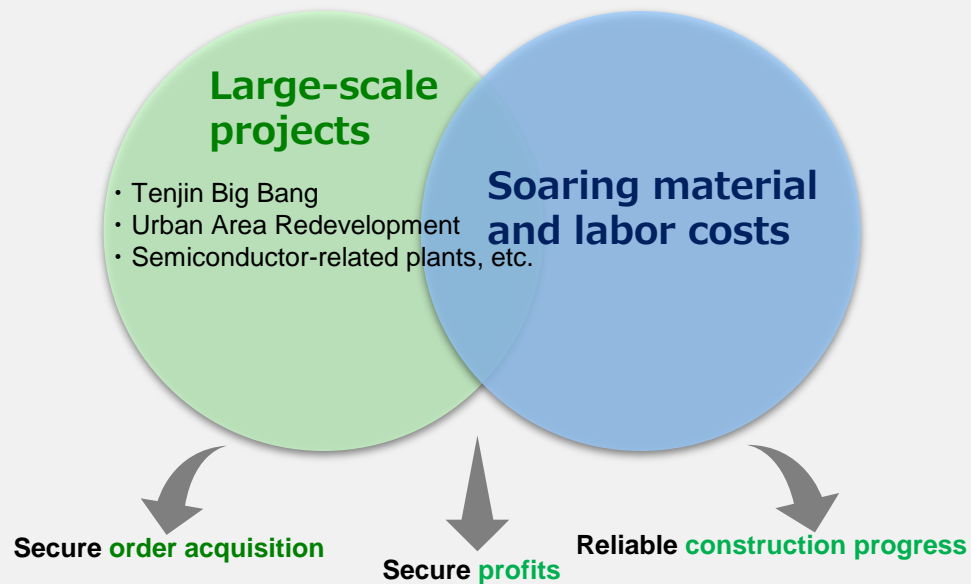 Large-scale
projects
・Tenjin Big Bang
・Urban Area Redevelopment
・Semiconductor-related plants, etc.
Soaring material
and labor costs
Secure order acquisition
Secure profits
Reliable construction progress